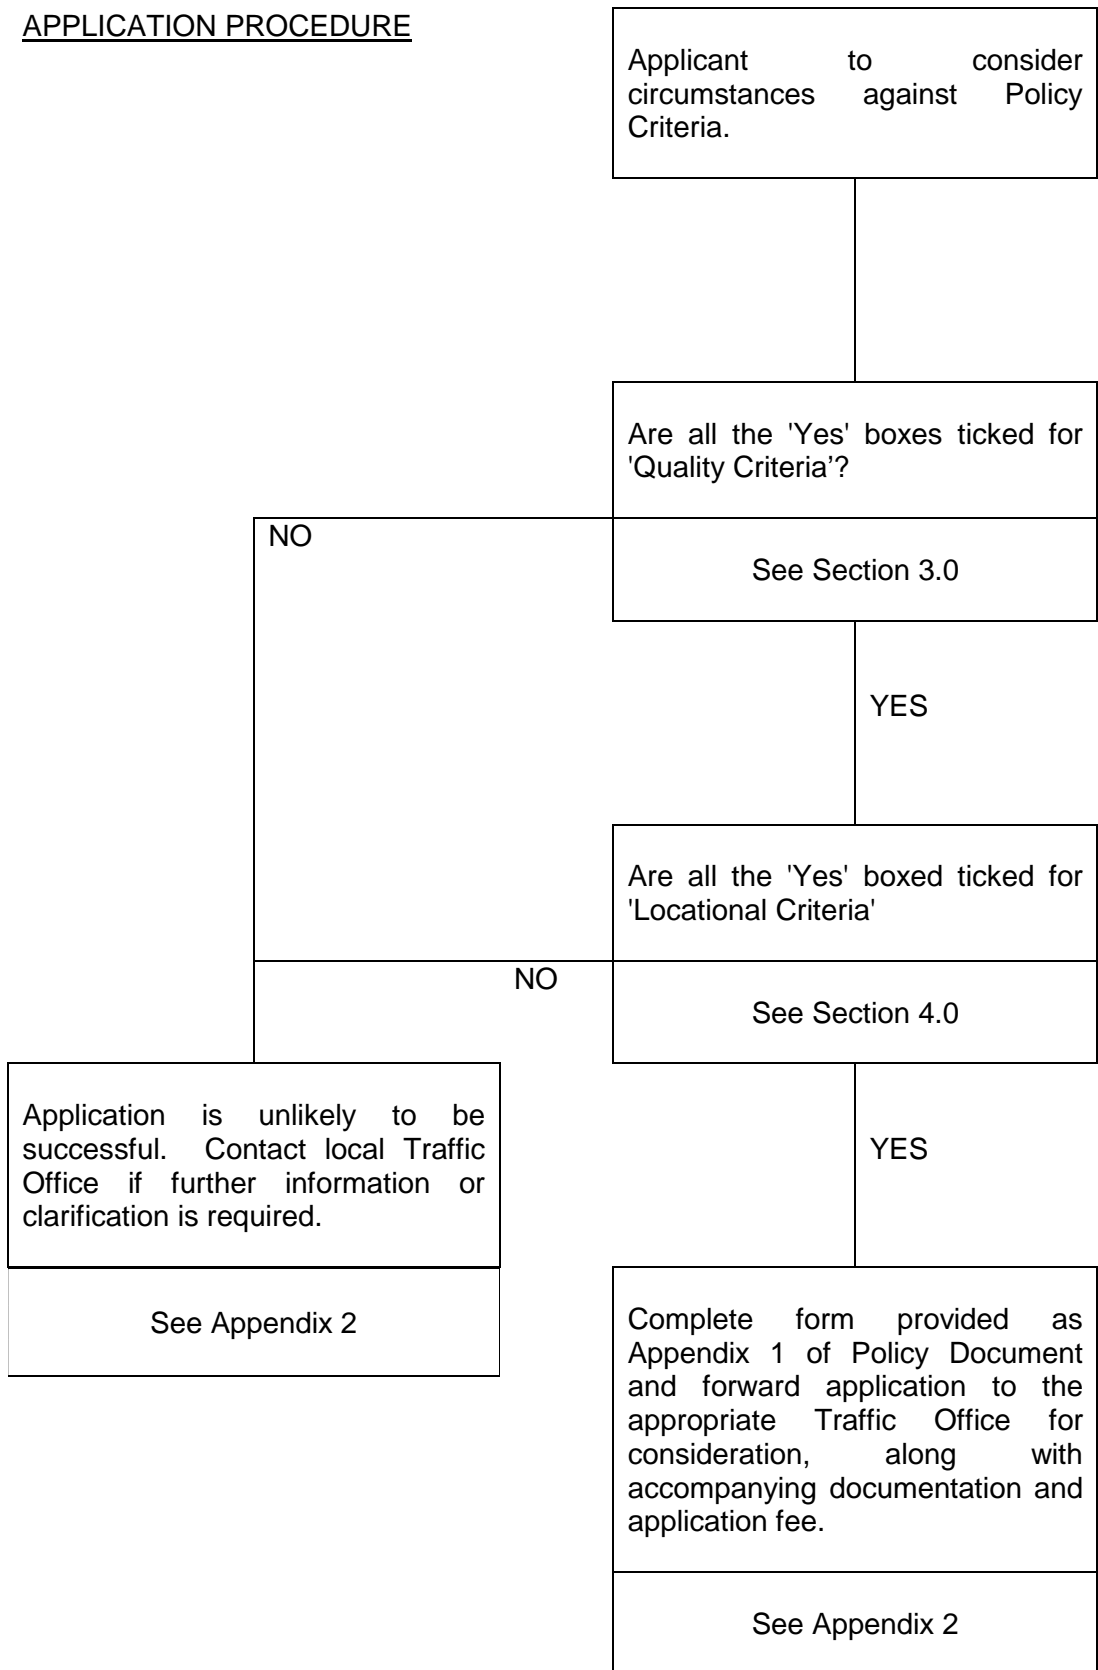 APPLICATION PROCEDURE
Applicant to consider
circumstances against Policy
Criteria.
Are all the 'Yes' boxes ticked for
'Quality Criteria’?
NO
See Section 3.0
YES
Are all the 'Yes' boxed ticked for
'Locational Criteria'
NO
See Section 4.0
Application is unlikely to be
successful. Contact local Traffic
Office if further information or
clarification is required.
See Appendix 2
YES
Complete form provided as
Appendix 1 of Policy Document
and forward application to the
appropriate Traffic Office for
consideration, along with
accompanying documentation and
application fee.
See Appendix 2